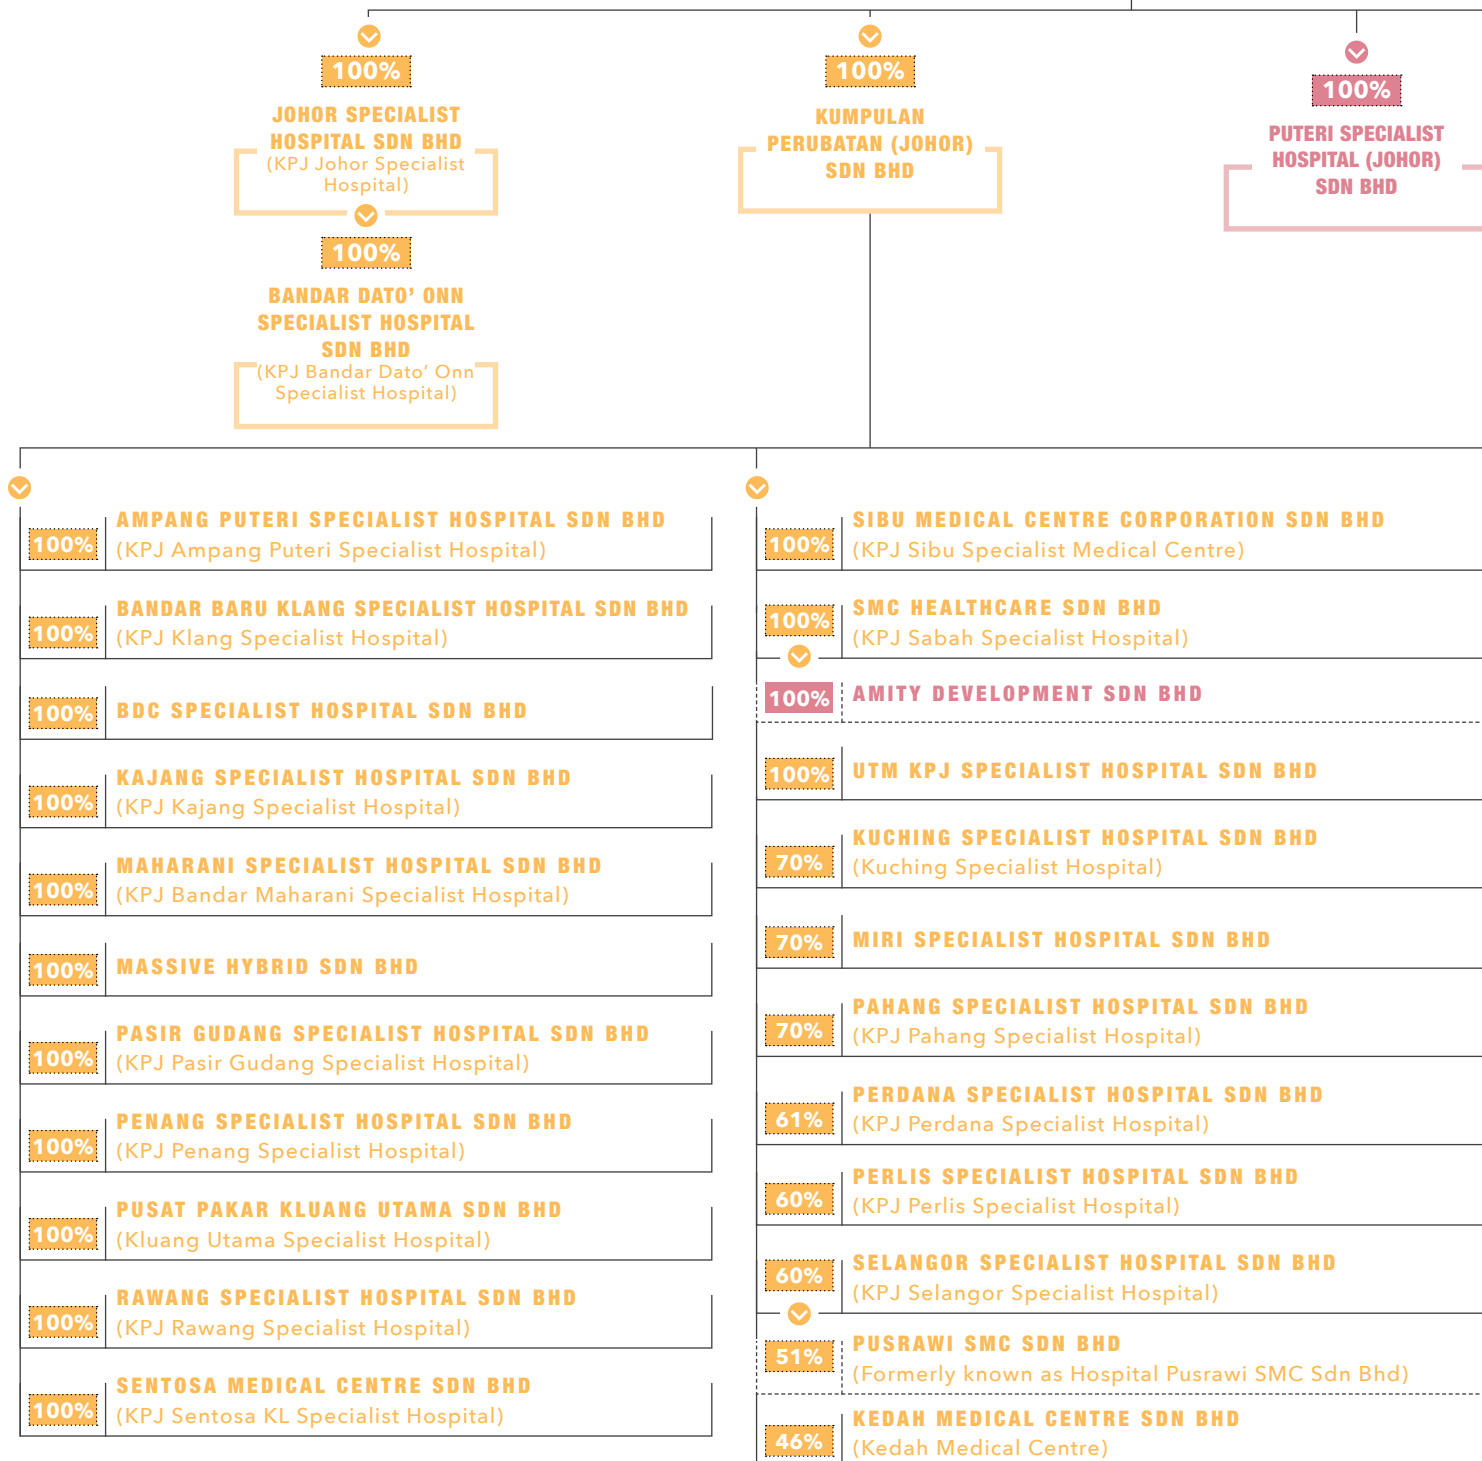 100%
JOHOR SPECIALIST
HOSPITAL SDN BHD
(KPJ Johor Specialist
Hospital)
100%
BANDAR DATO’ ONN
SPECIALIST HOSPITAL
SDN BHD
(KPJ Bandar Dato’ Onn
Specialist Hospital)
100%
KUMPULAN
PERUBATAN (JOHOR)
SDN BHD
100%
PUTERI SPECIALIST
HOSPITAL (JOHOR)
SDN BHD
100%
AMPANG PUTERI SPECIALIST HOSPITAL SDN BHD
(KPJ Ampang Puteri Specialist Hospital)
100%
BANDAR BARU KLANG SPECIALIST HOSPITAL SDN BHD
(KPJ Klang Specialist Hospital)
100%
BDC SPECIALIST HOSPITAL SDN BHD
100%
KAJANG SPECIALIST HOSPITAL SDN BHD
(KPJ Kajang Specialist Hospital)
100%
MAHARANI SPECIALIST HOSPITAL SDN BHD
(KPJ Bandar Maharani Specialist Hospital)
100%
MASSIVE HYBRID SDN BHD
100%
PASIR GUDANG SPECIALIST HOSPITAL SDN BHD
(KPJ Pasir Gudang Specialist Hospital)
100%
PENANG SPECIALIST HOSPITAL SDN BHD
(KPJ Penang Specialist Hospital)
100%
PUSAT PAKAR KLUANG UTAMA SDN BHD
(Kluang Utama Specialist Hospital)
100%
RAWANG SPECIALIST HOSPITAL SDN BHD
(KPJ Rawang Specialist Hospital)
100%
SENTOSA MEDICAL CENTRE SDN BHD
(KPJ Sentosa KL Specialist Hospital)
100%
SIBU MEDICAL CENTRE CORPORATION SDN BHD
(KPJ Sibu Specialist Medical Centre)
100%
SMC HEALTHCARE SDN BHD
(KPJ Sabah Specialist Hospital)
100%
AMITY DEVELOPMENT SDN BHD
100%
UTM KPJ SPECIALIST HOSPITAL SDN BHD
70%
KUCHING SPECIALIST HOSPITAL SDN BHD
(Kuching Specialist Hospital)
70%
MIRI SPECIALIST HOSPITAL SDN BHD
70%
PAHANG SPECIALIST HOSPITAL SDN BHD
(KPJ Pahang Specialist Hospital)
61%
PERDANA SPECIALIST HOSPITAL SDN BHD
(KPJ Perdana Specialist Hospital)
60%
PERLIS SPECIALIST HOSPITAL SDN BHD
(KPJ Perlis Specialist Hospital)
60%
SELANGOR SPECIALIST HOSPITAL SDN BHD
(KPJ Selangor Specialist Hospital)
51%
PUSRAWI SMC SDN BHD
(Formerly known as Hospital Pusrawi SMC Sdn Bhd)
46%
KEDAH MEDICAL CENTRE SDN BHD
(Kedah Medical Centre)